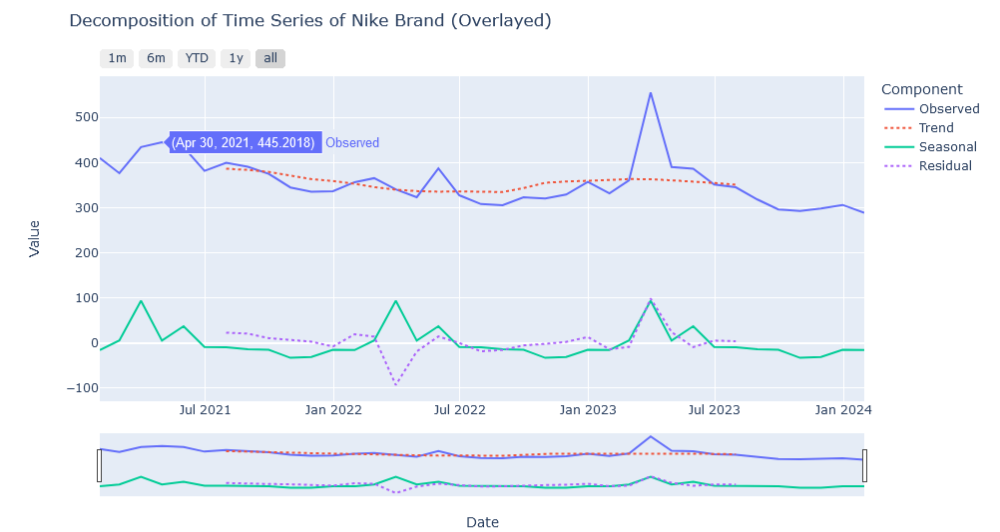 Decomposition of Time Series of Nike Brand (Overlayed)
1m 6m YTD 1y all
Component
Observed
Trend
Seasonal
Residual
(Apr 30, 2021, 445.2018) Observed
500
400
300
200
100
0
−100
Value
Jul 2021 Jan 2022 Jul 2022 Jan 2023 Jul 2023 Jan 2024
Date